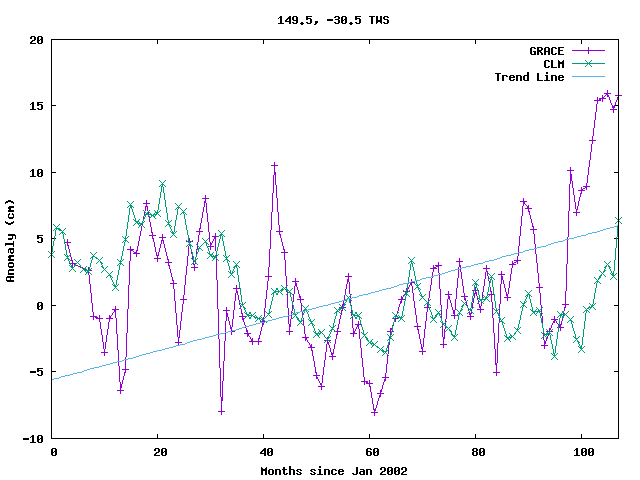 149.5, -30.5 TWS
GRACE
CLM
Trend Line
20
15
10
5
0
-5
-10
Anomaly (cm)
0 20 40 60 80 100
Months since Jan 2002